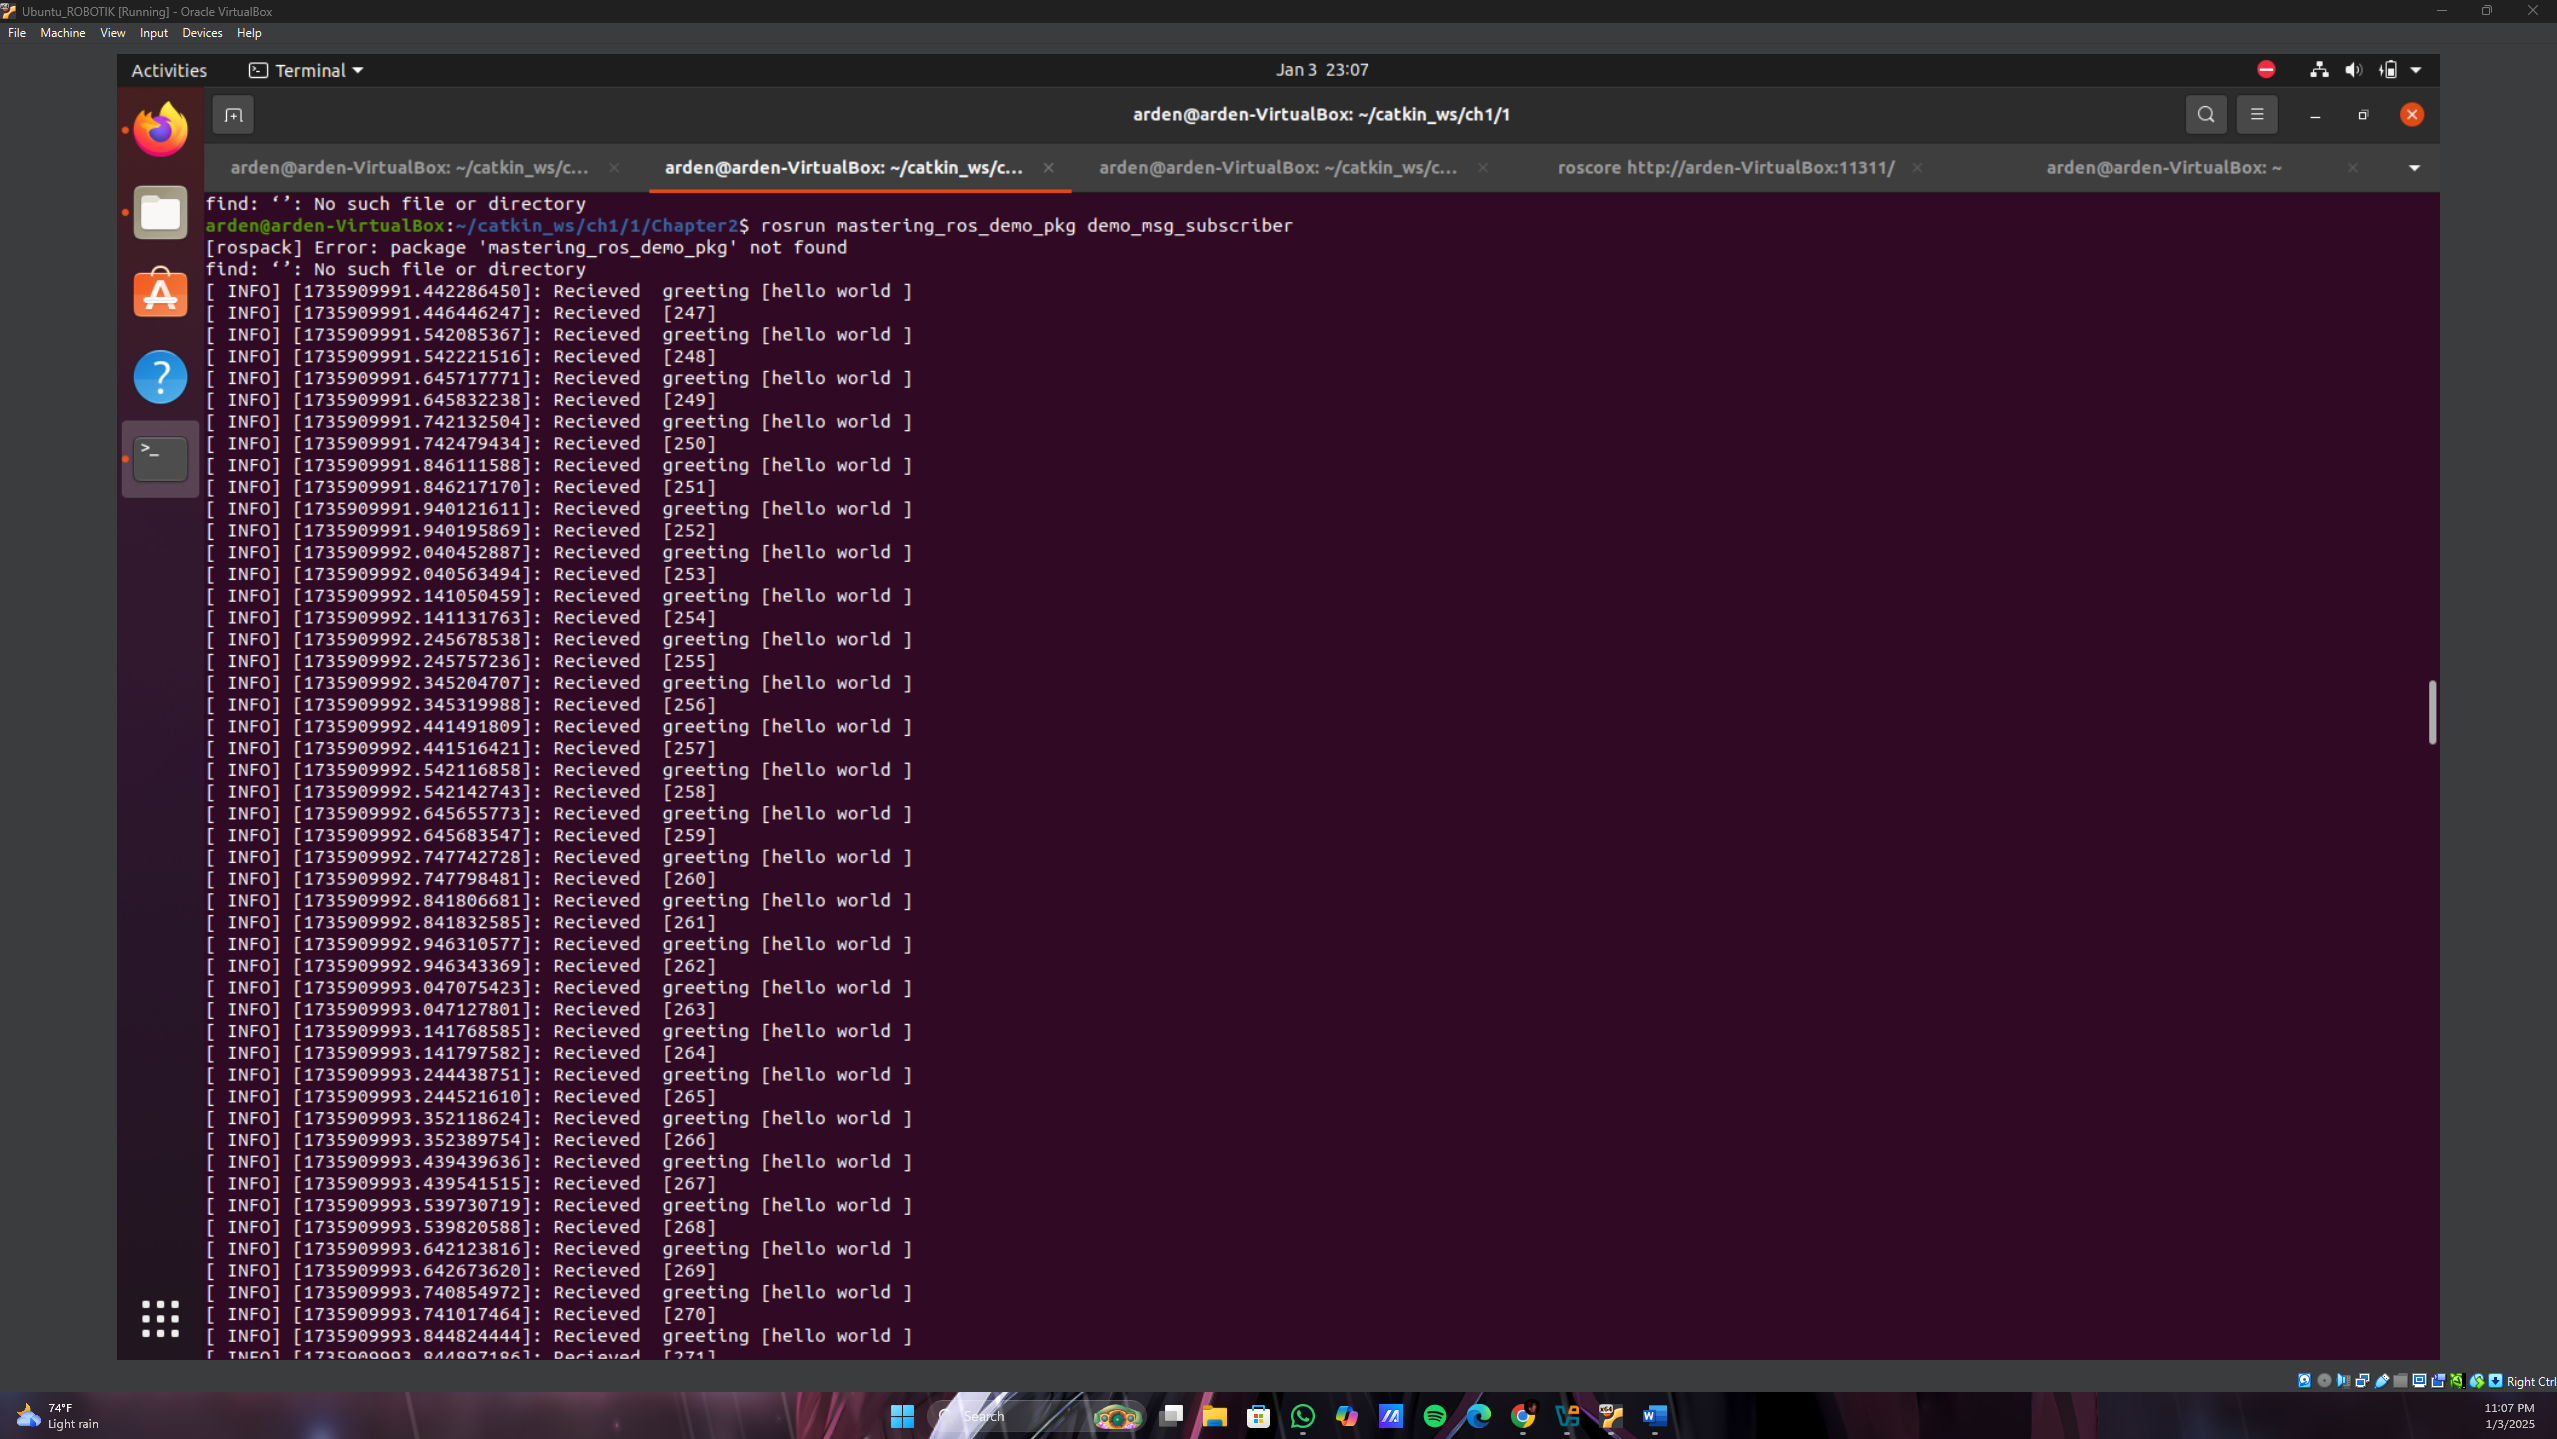 Ubuntu_ROBOTIK [Running] - Oracle VirtualBox
File Machine View Input Devices Help
Activities Terminal Jan 3 23:07
arden@arden-VirtualBox: ~/catkin_ws/ch1/1
arden@arden-VirtualBox: ~/catkin_ws/c... arden@arden-VirtualBox: ~/catkin_ws/c... arden@arden-VirtualBox: ~/catkin_ws/c... roscore http://arden-VirtualBox:11311/ arden@arden-VirtualBox: ~
find: ‘’: No such file or directory
arden@arden-VirtualBox:~/catkin_ws/ch1/1/Chapter2$ rosrun mastering_ros_demo_pkg demo_msg_subscriber
[rospack] Error: package 'mastering_ros_demo_pkg' not found
find: ‘’: No such file or directory
[ INFO] [1735909991.442286450]: Recieved  greeting [hello world ]
[ INFO] [1735909991.446446247]: Recieved  [247]
[ INFO] [1735909991.542085367]: Recieved  greeting [hello world ]
[ INFO] [1735909991.542221516]: Recieved  [248]
[ INFO] [1735909991.645717771]: Recieved  greeting [hello world ]
[ INFO] [1735909991.645832238]: Recieved  [249]
[ INFO] [1735909991.742132504]: Recieved  greeting [hello world ]
[ INFO] [1735909991.742479434]: Recieved  [250]
[ INFO] [1735909991.846111588]: Recieved  greeting [hello world ]
[ INFO] [1735909991.846217170]: Recieved  [251]
[ INFO] [1735909991.940121611]: Recieved  greeting [hello world ]
[ INFO] [1735909991.940195869]: Recieved  [252]
[ INFO] [1735909992.040452887]: Recieved  greeting [hello world ]
[ INFO] [1735909992.040563494]: Recieved  [253]
[ INFO] [1735909992.141050459]: Recieved  greeting [hello world ]
[ INFO] [1735909992.141131763]: Recieved  [254]
[ INFO] [1735909992.245678538]: Recieved  greeting [hello world ]
[ INFO] [1735909992.245757236]: Recieved  [255]
[ INFO] [1735909992.345204707]: Recieved  greeting [hello world ]
[ INFO] [1735909992.345319988]: Recieved  [256]
[ INFO] [1735909992.441491809]: Recieved  greeting [hello world ]
[ INFO] [1735909992.441516421]: Recieved  [257]
[ INFO] [1735909992.542116858]: Recieved  greeting [hello world ]
[ INFO] [1735909992.542142743]: Recieved  [258]
[ INFO] [1735909992.645655773]: Recieved  greeting [hello world ]
[ INFO] [1735909992.645683547]: Recieved  [259]
[ INFO] [1735909992.747742728]: Recieved  greeting [hello world ]
[ INFO] [1735909992.747798481]: Recieved  [260]
[ INFO] [1735909992.841806681]: Recieved  greeting [hello world ]
[ INFO] [1735909992.841832585]: Recieved  [261]
[ INFO] [1735909992.946310577]: Recieved  greeting [hello world ]
[ INFO] [1735909992.946343369]: Recieved  [262]
[ INFO] [1735909993.047075423]: Recieved  greeting [hello world ]
[ INFO] [1735909993.047127801]: Recieved  [263]
[ INFO] [1735909993.141768585]: Recieved  greeting [hello world ]
[ INFO] [1735909993.141797582]: Recieved  [264]
[ INFO] [1735909993.244438751]: Recieved  greeting [hello world ]
[ INFO] [1735909993.244521610]: Recieved  [265]
[ INFO] [1735909993.352118624]: Recieved  greeting [hello world ]
[ INFO] [1735909993.352389754]: Recieved  [266]
[ INFO] [1735909993.439439636]: Recieved  greeting [hello world ]
[ INFO] [1735909993.439541515]: Recieved  [267]
[ INFO] [1735909993.539730719]: Recieved  greeting [hello world ]
[ INFO] [1735909993.539820588]: Recieved  [268]
[ INFO] [1735909993.642123816]: Recieved  greeting [hello world ]
[ INFO] [1735909993.642673620]: Recieved  [269]
[ INFO] [1735909993.740854972]: Recieved  greeting [hello world ]
[ INFO] [1735909993.741017464]: Recieved  [270]
[ INFO] [1735909993.844824444]: Recieved  greeting [hello world ]
[ INFO] [1735909993.844897186]: Recieved  [271]
Right Ctrl
74°F
Light rain
Search
11:07 PM
1/3/2025